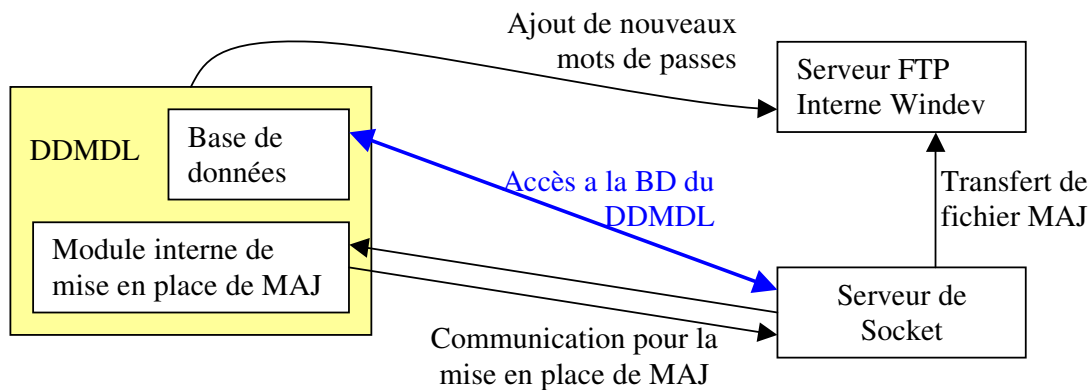 Ajout de nouveaux
mots de passes
Serveur FTP
Interne Windev
DDMDL
Base de
données
Accès a la BD du
DDMDL
Transfert de
fichier MAJ
Module interne de
mise en place de MAJ
Serveur de
Socket
Communication pour la
mise en place de MAJ